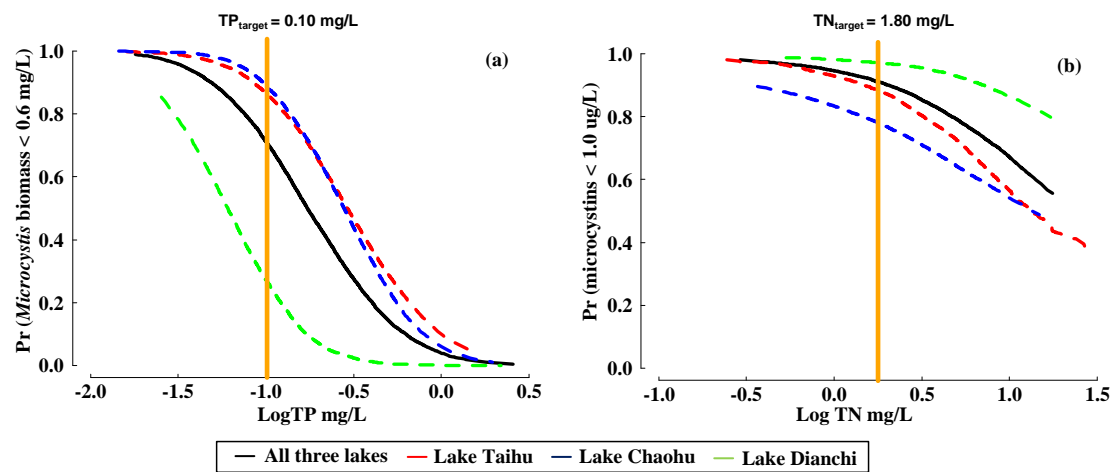 TPtarget = 0.10 mg/L
TNtarget = 1.80 mg/L
(a)
Pr (Microcystis biomass < 0.6 mg/L)
1.0
0.8
0.6
0.4
0.2
0.0
-2.0 -1.5 -1.0 -0.5 0.0 0.5
LogTP mg/L
(b)
Pr (microcystins < 1.0 ug/L)
1.0
0.8
0.6
0.4
0.2
0.0
-1.0 -0.5 0.0 0.5 1.0 1.5
Log TN mg/L
All three lakes Lake Taihu Lake Chaohu Lake Dianchi